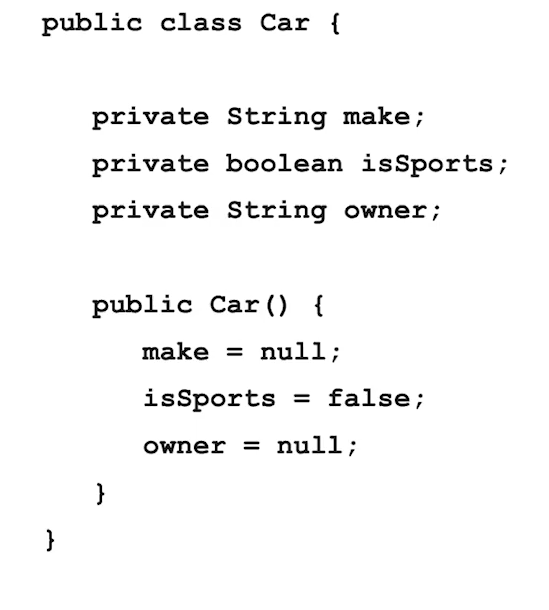 public class Car {
private String make;
private boolean isSports;
private String owner;
public Car() {
make = null;
isSports = false;
owner = null;
}
}